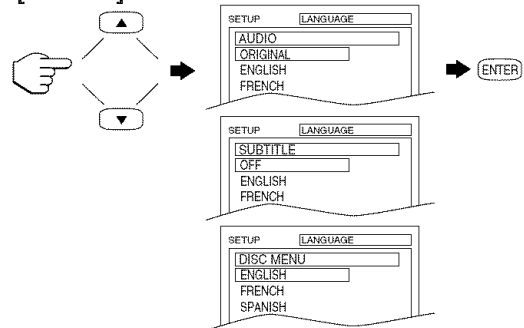 SETUP LANGUAGE
AUDIO
ORIGINAL
ENGLISH
FRENCH
ENTER
SETUP LANGUAGE
SUBTITLE
OFF
ENGLISH
FRENCH
SETUP LANGUAGE
DISC MENU
ENGLISH
FRENCH
SPANISH